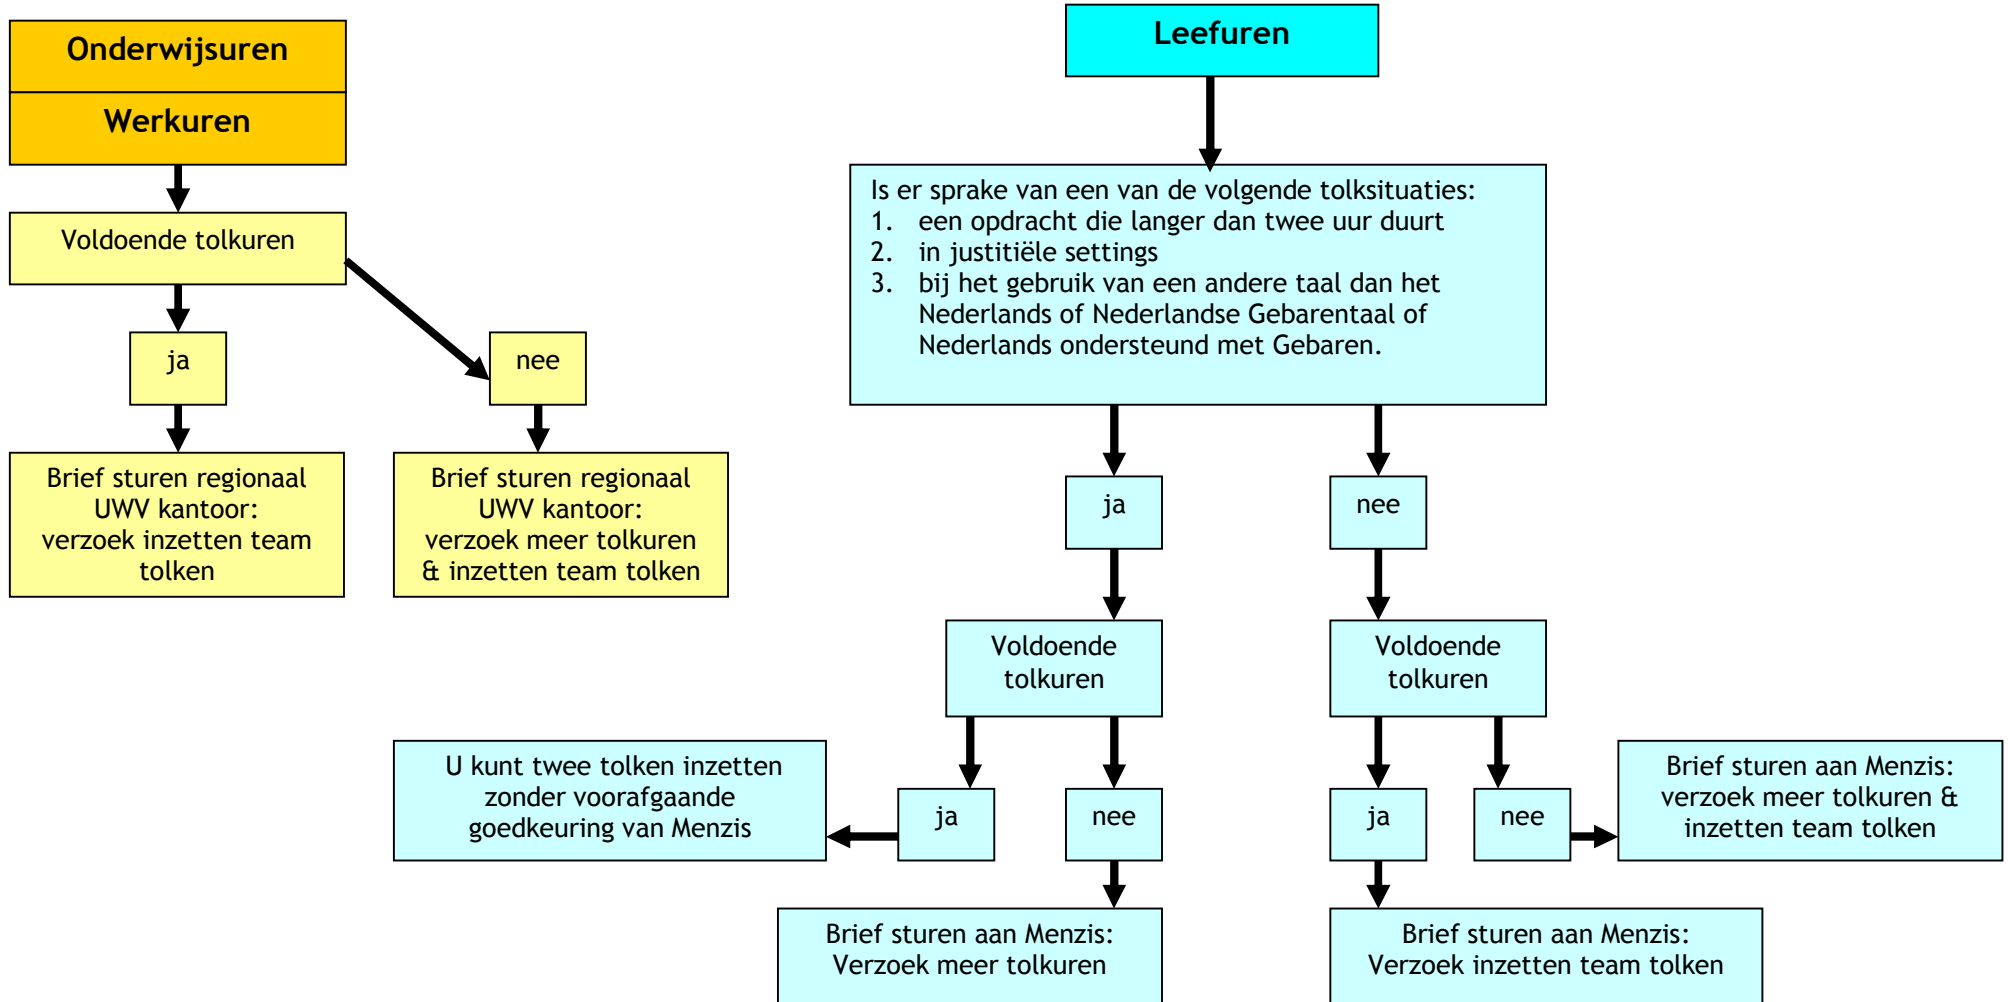 Onderwijsuren
Werkuren
Voldoende tolkuren
ja
nee
Brief sturen regionaal
UWV kantoor:
verzoek inzetten team
tolken
Brief sturen regionaal
UWV kantoor:
verzoek meer tolkuren
& inzetten team tolken
Leefuren
Is er sprake van een van de volgende tolksituaties:
1. een opdracht die langer dan twee uur duurt
2. in justitiële settings
3. bij het gebruik van een andere taal dan het
Nederlands of Nederlandse Gebarentaal of
Nederlands ondersteund met Gebaren.
ja
nee
Voldoende
tolkuren
Voldoende
tolkuren
U kunt twee tolken inzetten
zonder voorafgaande
goedkeuring van Menzis
ja
nee
ja
nee
Brief sturen aan Menzis:
verzoek meer tolkuren &
inzetten team tolken
Brief sturen aan Menzis:
Verzoek meer tolkuren
Brief sturen aan Menzis:
Verzoek inzetten team tolken